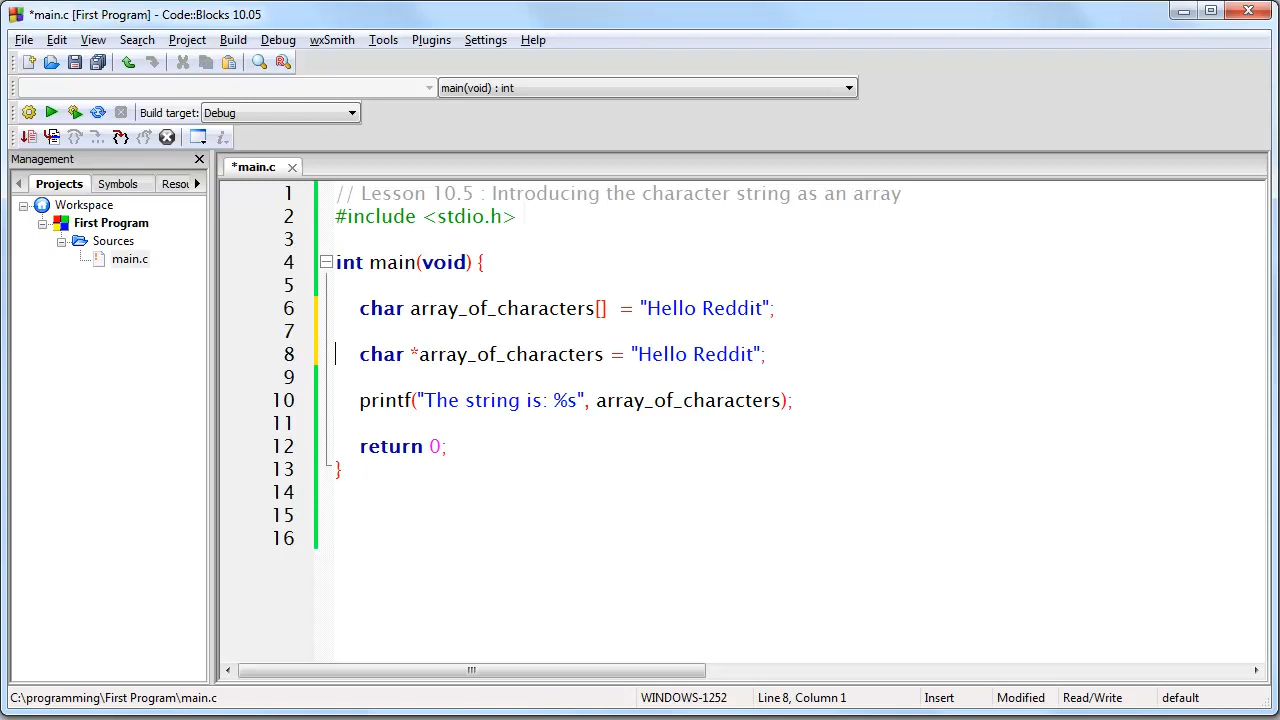 *main.c [First Program] - Code::Blocks 10.05
File Edit View Search Project Build Debug wxSmith Tools Plugins Settings Help
main(void) : int
Build target: Debug
Management
*main.c
Projects Symbols Resou
Workspace
First Program
Sources
main.c
1 // Lesson 10.5 : Introducing the character string as an array
2 #include <stdio.h>
3
4 int main(void) {
5
6 char array_of_characters[]  = "Hello Reddit";
7
8 char *array_of_characters = "Hello Reddit";
9
10 printf("The string is: %s", array_of_characters);
11
12 return 0;
13 }
14
15
16
C:\programming\First Program\main.c WINDOWS-1252 Line 8, Column 1 Insert Modified Read/Write default